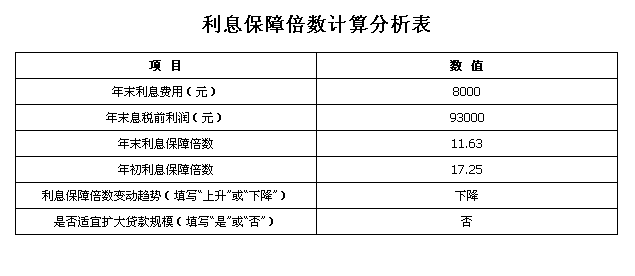 利息保障倍数计算分析表
项 目 数 值
年末利息费用（元） 8000
年末息税前利润（元） 93000
年末利息保障倍数 11.63
年初利息保障倍数 17.25
利息保障倍数变动趋势（填写“上升”或“下降”） 下降
是否适宜扩大贷款规模（填写“是”或“否”） 否